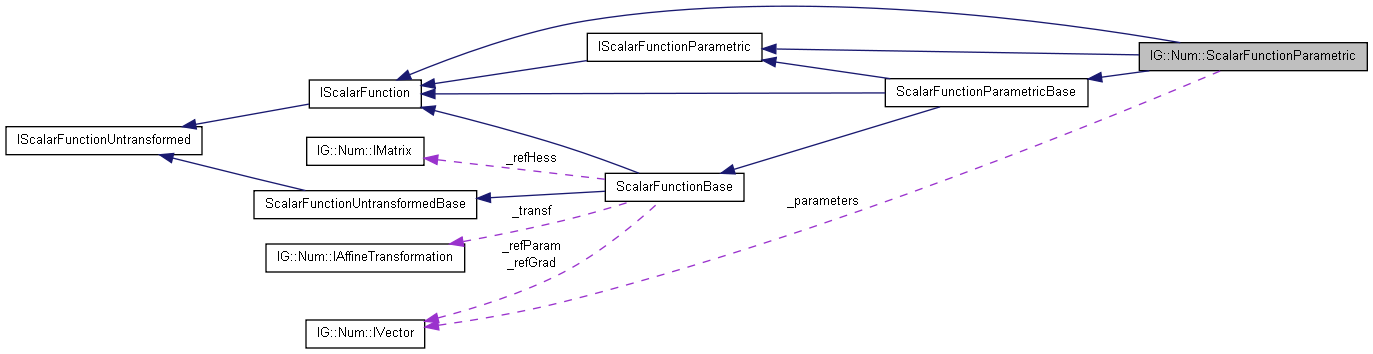 IScalarFunctionParametric
IG::Num::ScalarFunctionParametric
IScalarFunction
ScalarFunctionParametricBase
IScalarFunctionUntransformed
IG::Num::IMatrix
_refHess
ScalarFunctionBase
ScalarFunctionUntransformedBase
_parameters
_transf
_refParam
_refGrad
IG::Num::IAffineTransformation
IG::Num::IVector